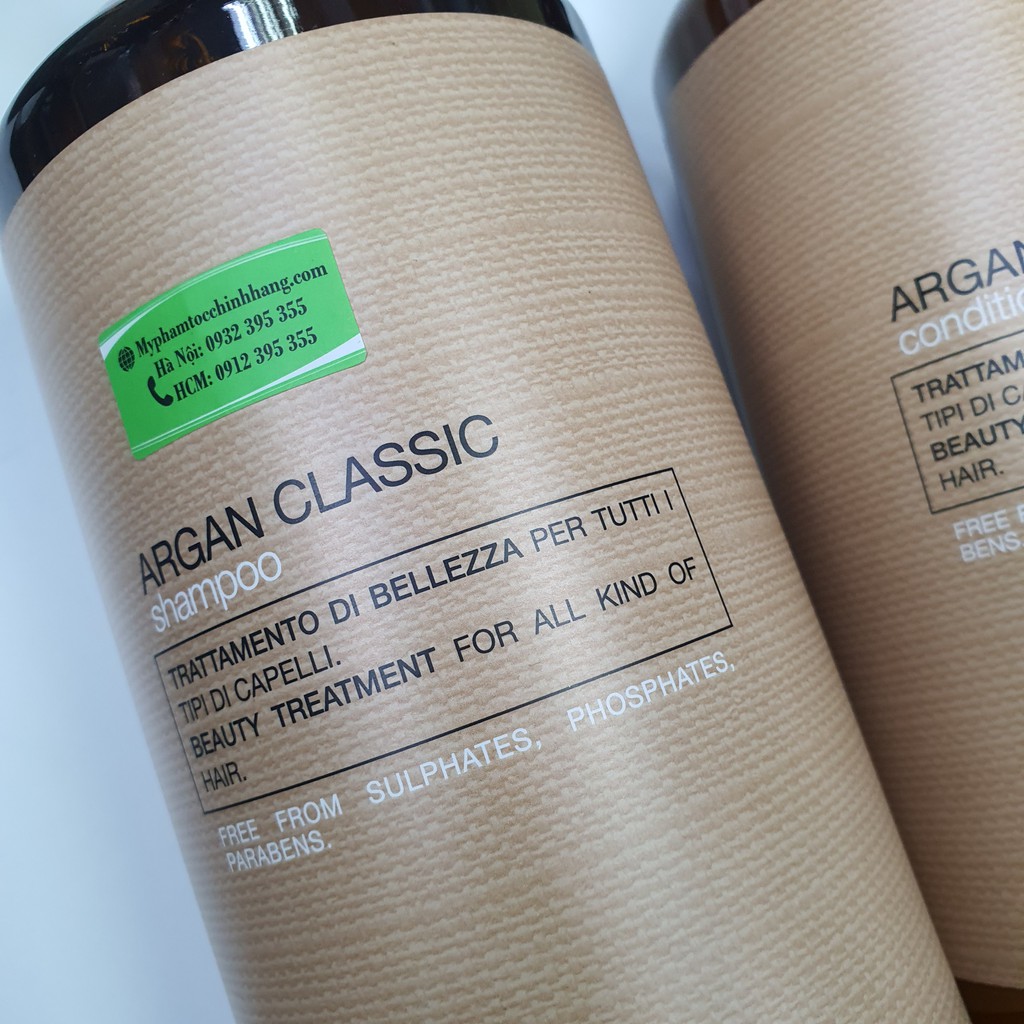 Myphamtocchinhhang.com
Hà Nội: 0932 395 355
HCM: 0912 395 355
ARGAN CLASSIC
shampoo
TRATTAMENTO DI BELLEZZA PER TUTTI I
TIPI DI CAPELLI.
BEAUTY TREATMENT FOR ALL KIND OF
HAIR.
FREE FROM SULPHATES, PHOSPHATES,
PARABENS.
ARGAN
TIPI DI
BEAUTY
HAIR.
FREE
BENS